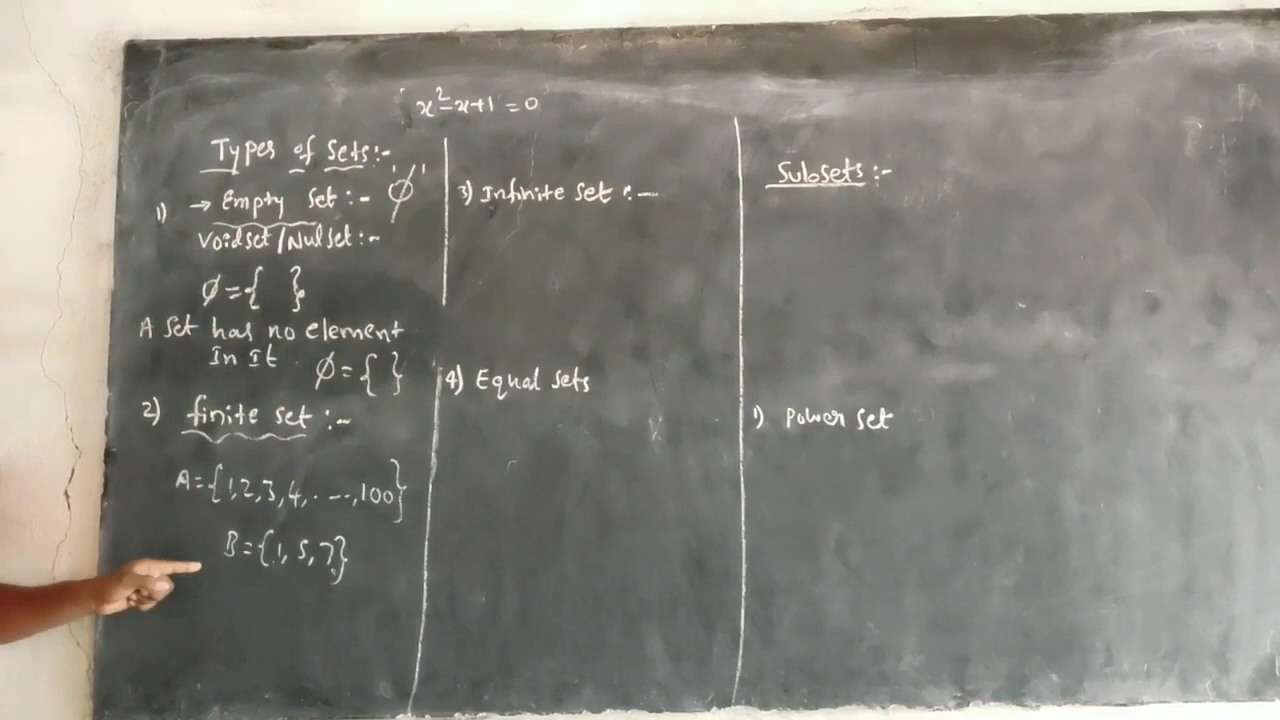 x²-x+1 = 0
Types of Sets:-
1) → Empty Set :- 'ϕ'
Voidset/Nulset:-
ϕ={ }
A Set has no element
In It. ϕ={ }
2) finite set :-
A={1,2,3,4,.---,100}
B={1,5,7}
3) Infinite Set :-
4) Equal Sets
Subsets:-
1) Power Set